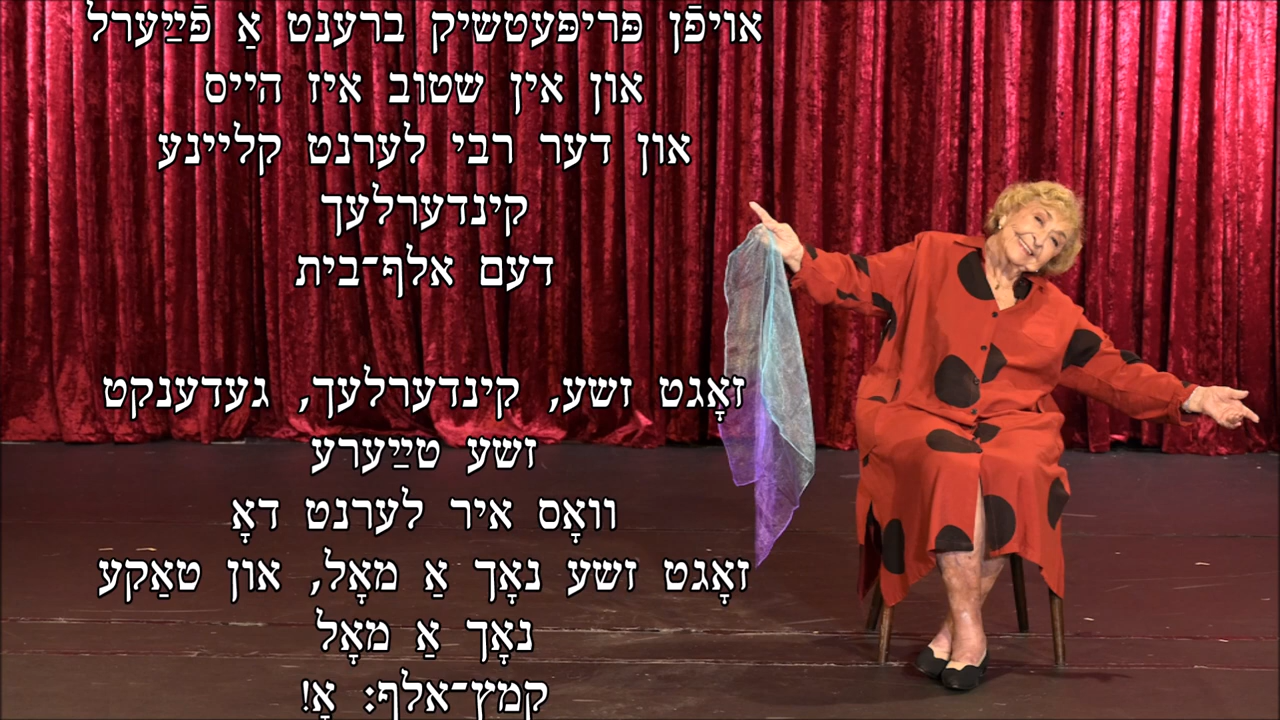 אויפֿן פּריפּעטשיק ברענט אַ פֿײַערל
און אין שטוב איז הייס
און דער רבי לערנט קליינע
קינדערלעך
דעם אלף־בית
זאָגט זשע, קינדערלעך, געדענקט
זשע טײַערע
וואָס איר לערנט דאָ
זאָגט זשע נאָך אַ מאָל, און טאַקע
נאָך אַ מאָל
קמץ־אלף: אָ!